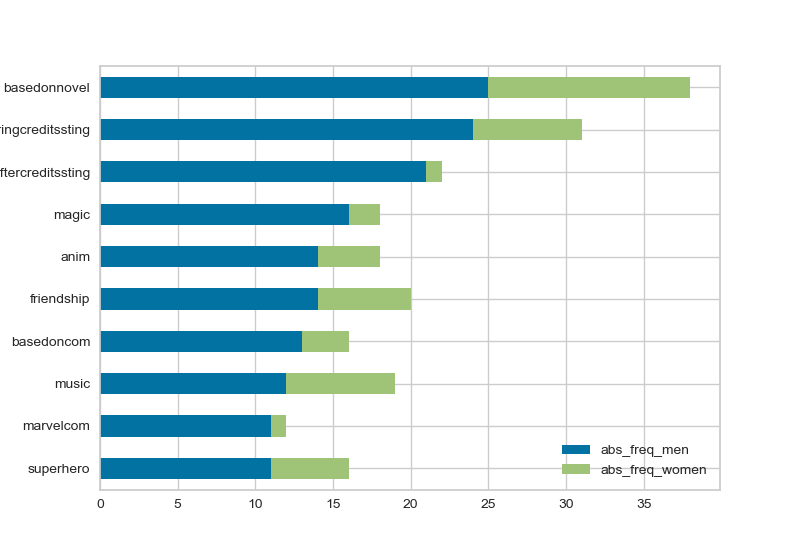 basedonnovel
ringcreditssting
ftercreditssting
magic
anim
friendship
basedoncom
music
marvelcom
superhero
abs_freq_men
abs_freq_women
0 5 10 15 20 25 30 35